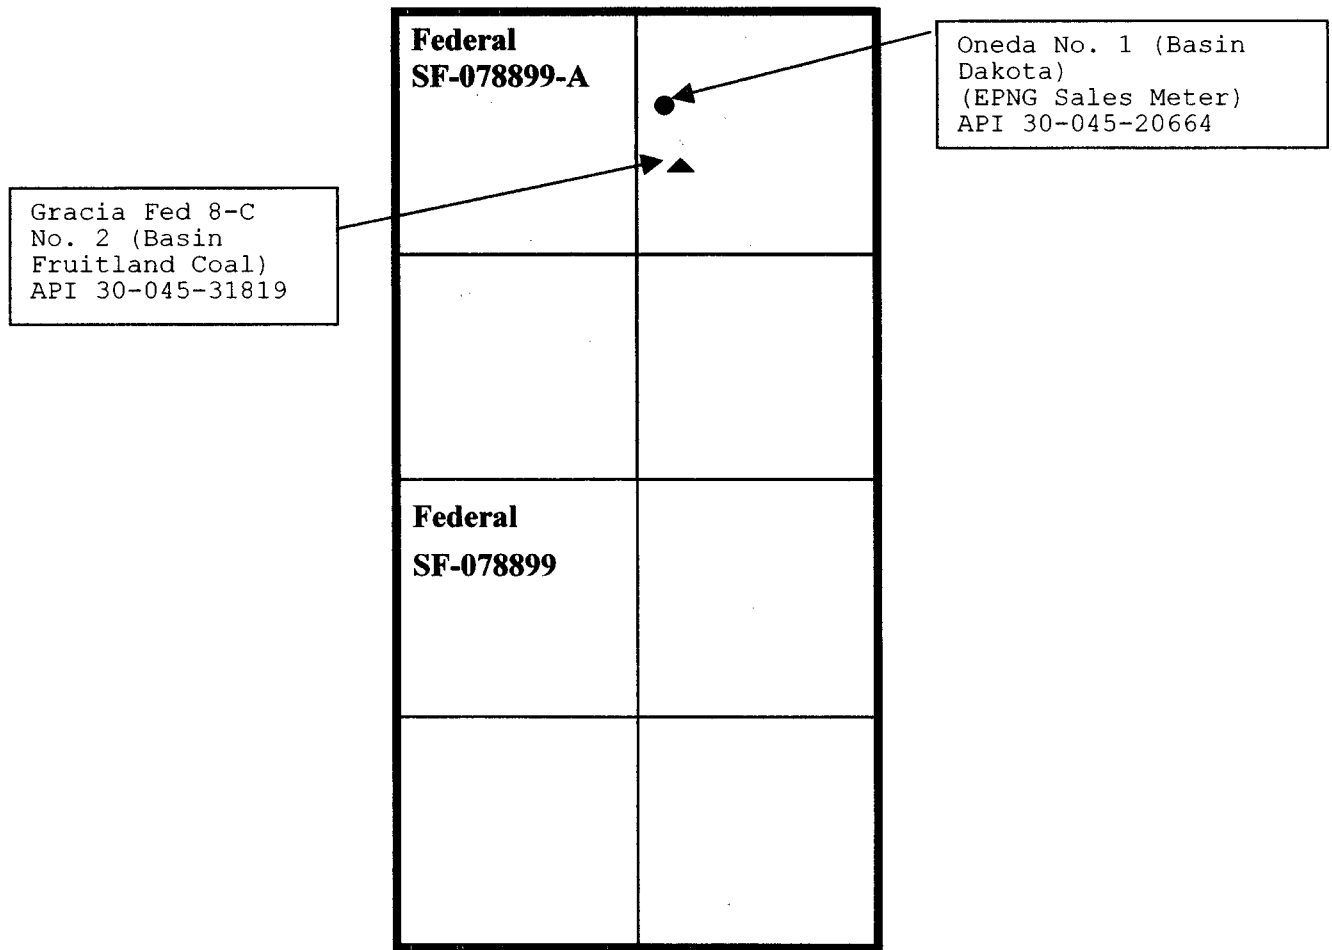 Federal
SF-078899-A
Oneda No. 1 (Basin
Dakota)
(EPNG Sales Meter)
API 30-045-20664
Gracia Fed 8-C
No. 2 (Basin
Fruitland Coal)
API 30-045-31819
Federal
SF-078899